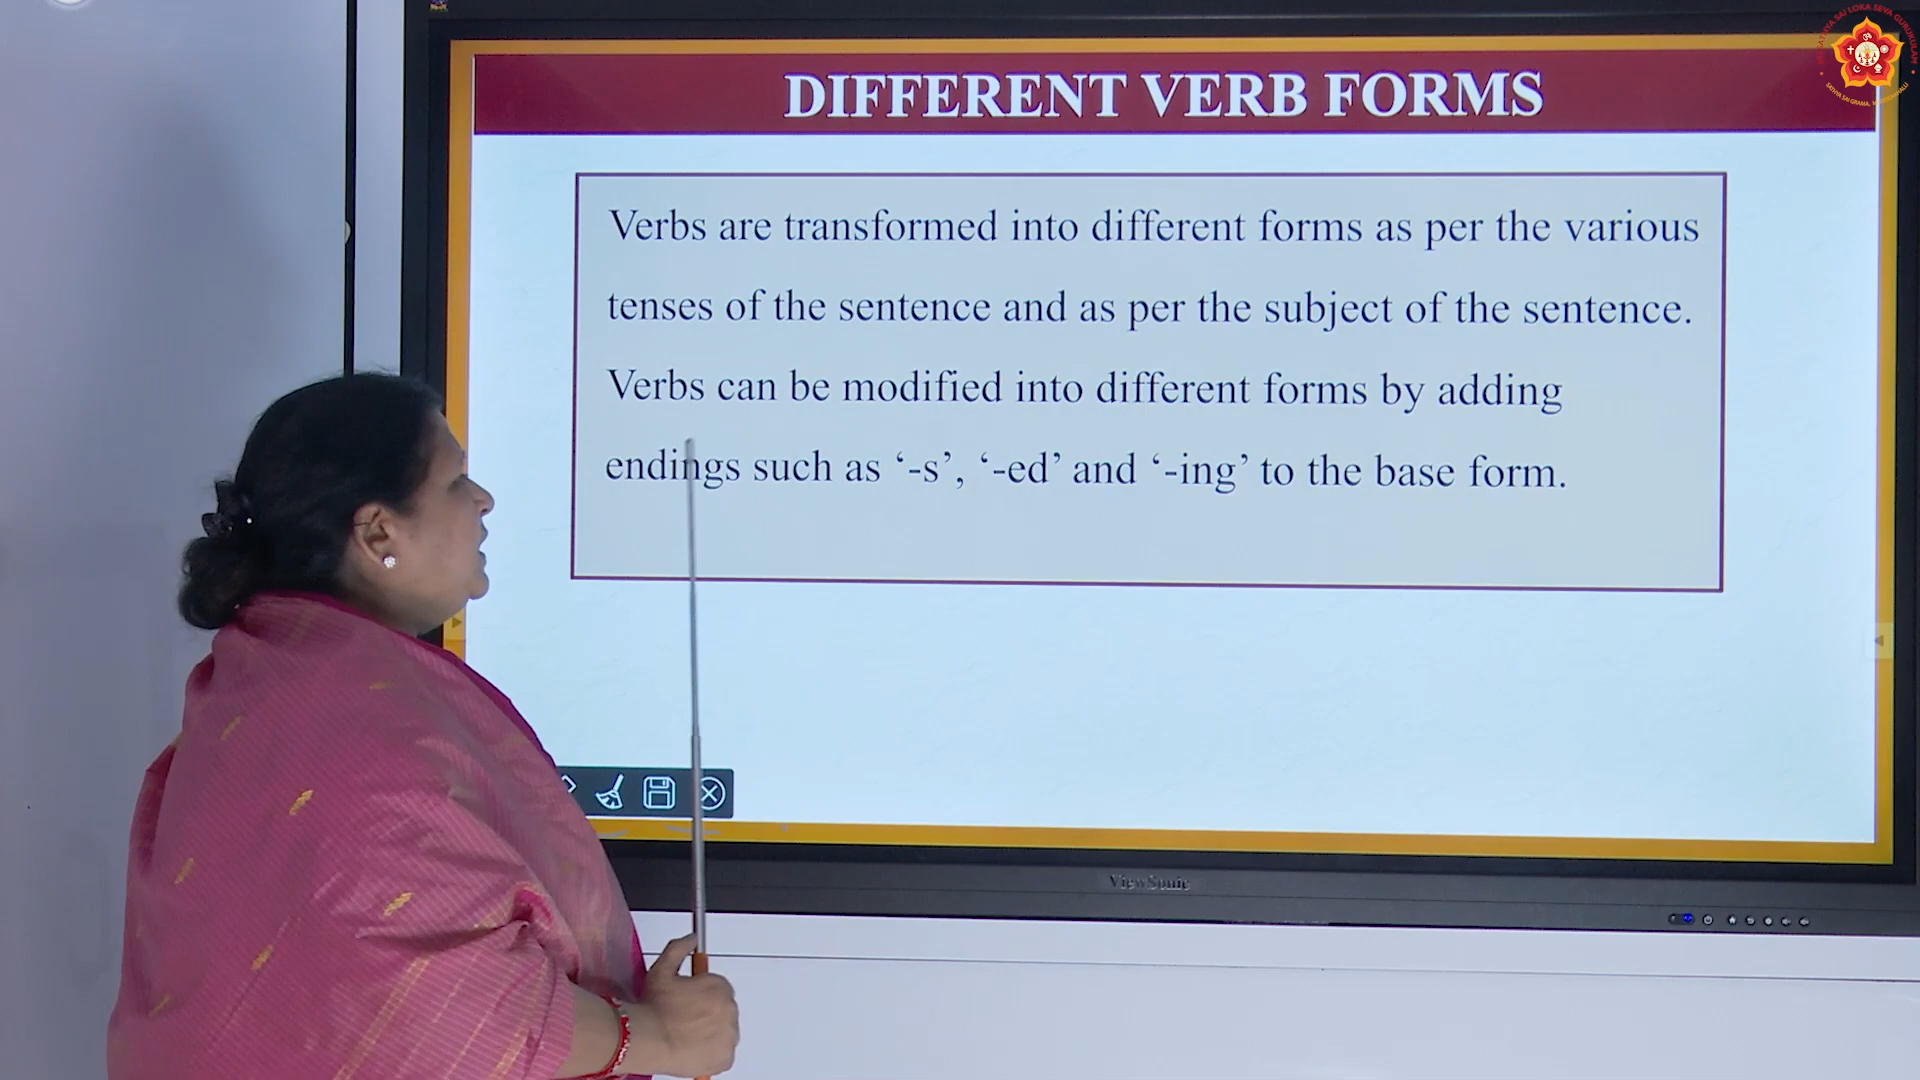 DIFFERENT VERB FORMS
Verbs are transformed into different forms as per the various
tenses of the sentence and as per the subject of the sentence.
Verbs can be modified into different forms by adding
endings such as ‘-s’, ‘-ed’ and ‘-ing’ to the base form.
ViewSonic